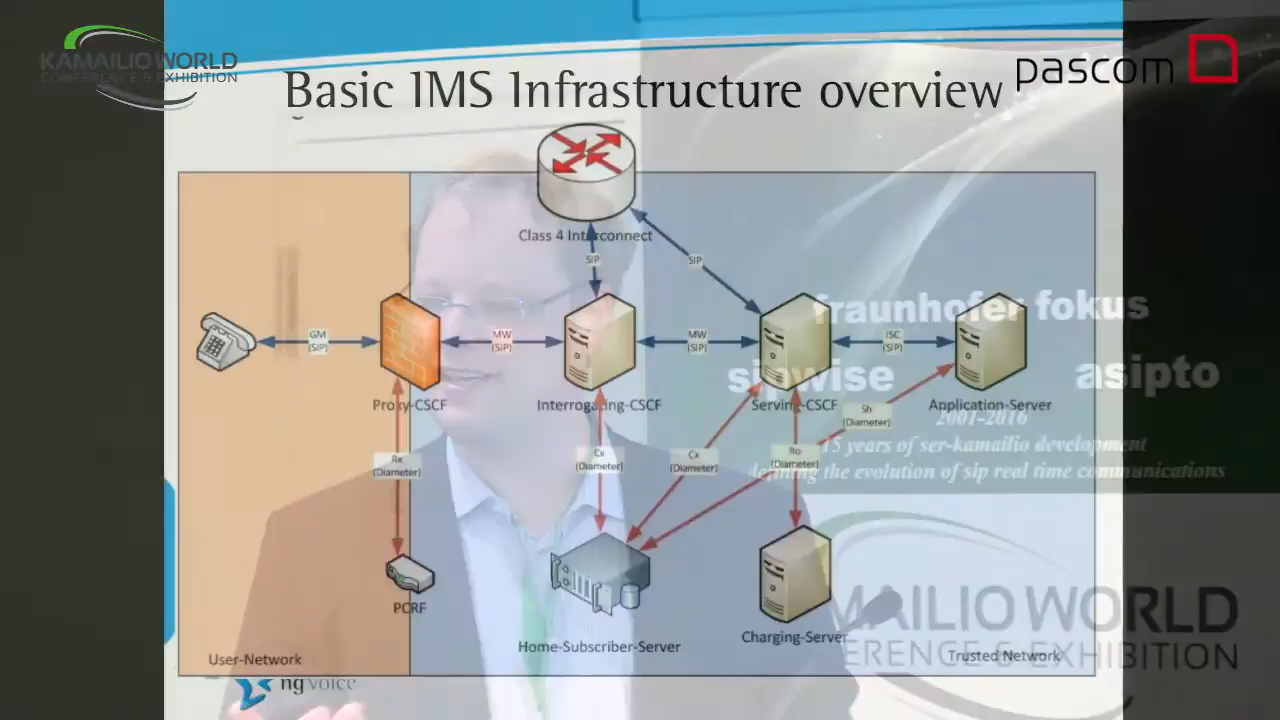 KAMAILIO WORLD
CONFERENCE & EXHIBITION
pascom
Basic IMS Infrastructure overview
Class 4 Interconnect
SIP
SIP
fraunhofer fokus
GM
(SIP)
MW
(SIP)
MW
(SIP)
ISC
(SIP)
sipwise
asipto
Proxy-CSCF
Interrogating-CSCF
Serving-CSCF
Application-Server
2001-2016
15 years of ser-kamailio development
defining the evolution of sip real time communications
Sh
(Diameter)
Rx
(Diameter)
Cx
(Diameter)
Cx
(Diameter)
Ro
(Diameter)
PCRF
Home-Subscriber-Server
Charging-Server
User-Network
Trusted Network
MAILIO WORLD
ERENCE & EXHIBITION
ng voice